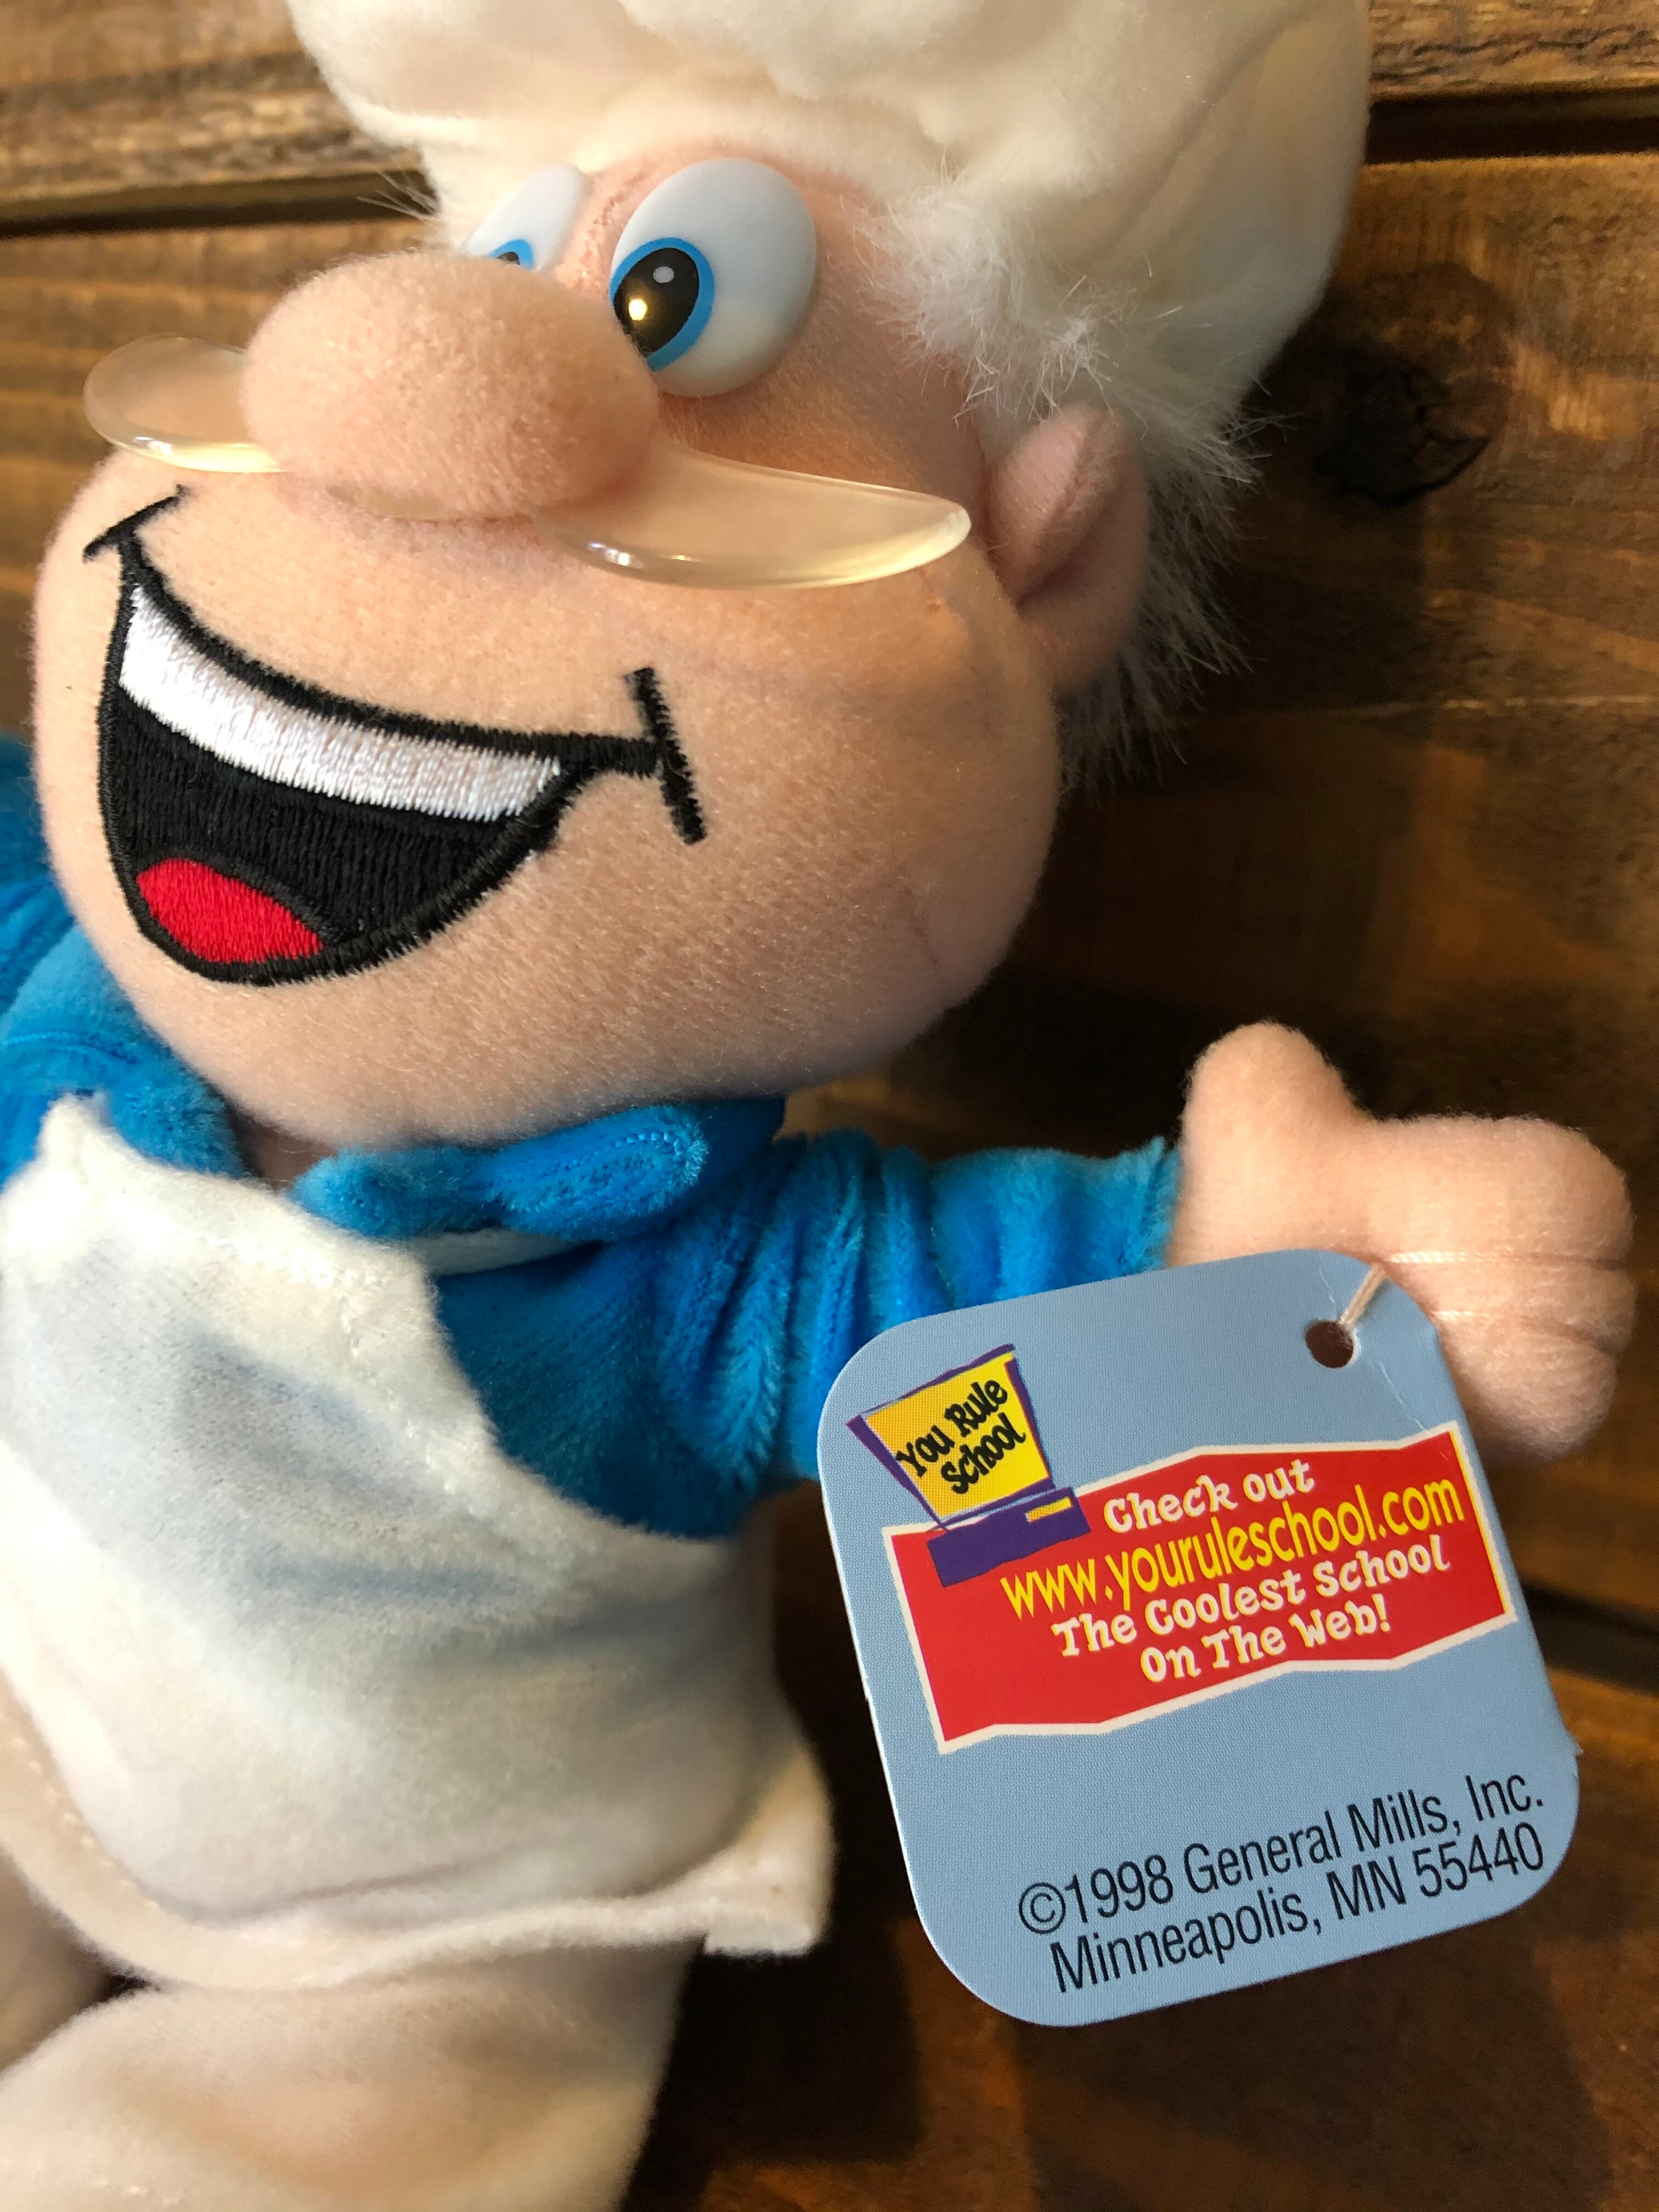 You Rule
School
Check out
www.youruleschool.com
The Coolest School
On The Web!
©1998 General Mills, Inc.
Minneapolis, MN 55440